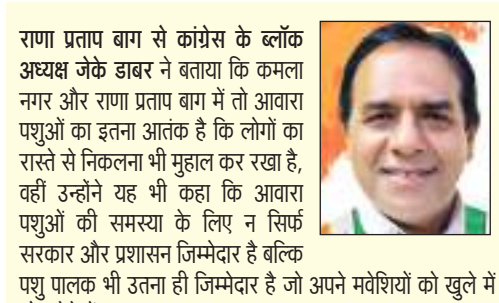 राणा प्रताप बाग से कांग्रेस के ब्लॉक
अध्यक्ष जेके डाबर ने बताया कि कमला
नगर और राणा प्रताप बाग में तो आवारा
पशुओं का इतना आतंक है कि लोगों का
रास्ते से निकलना भी मुहाल कर रखा है,
वहीं उन्होंने यह भी कहा कि आवारा
पशुओं की समस्या के लिए न सिर्फ
सरकार और प्रशासन जिम्मेदार है बल्कि
पशु पालक भी उतना ही जिम्मेदार है जो अपने मवेशियों को खुले में